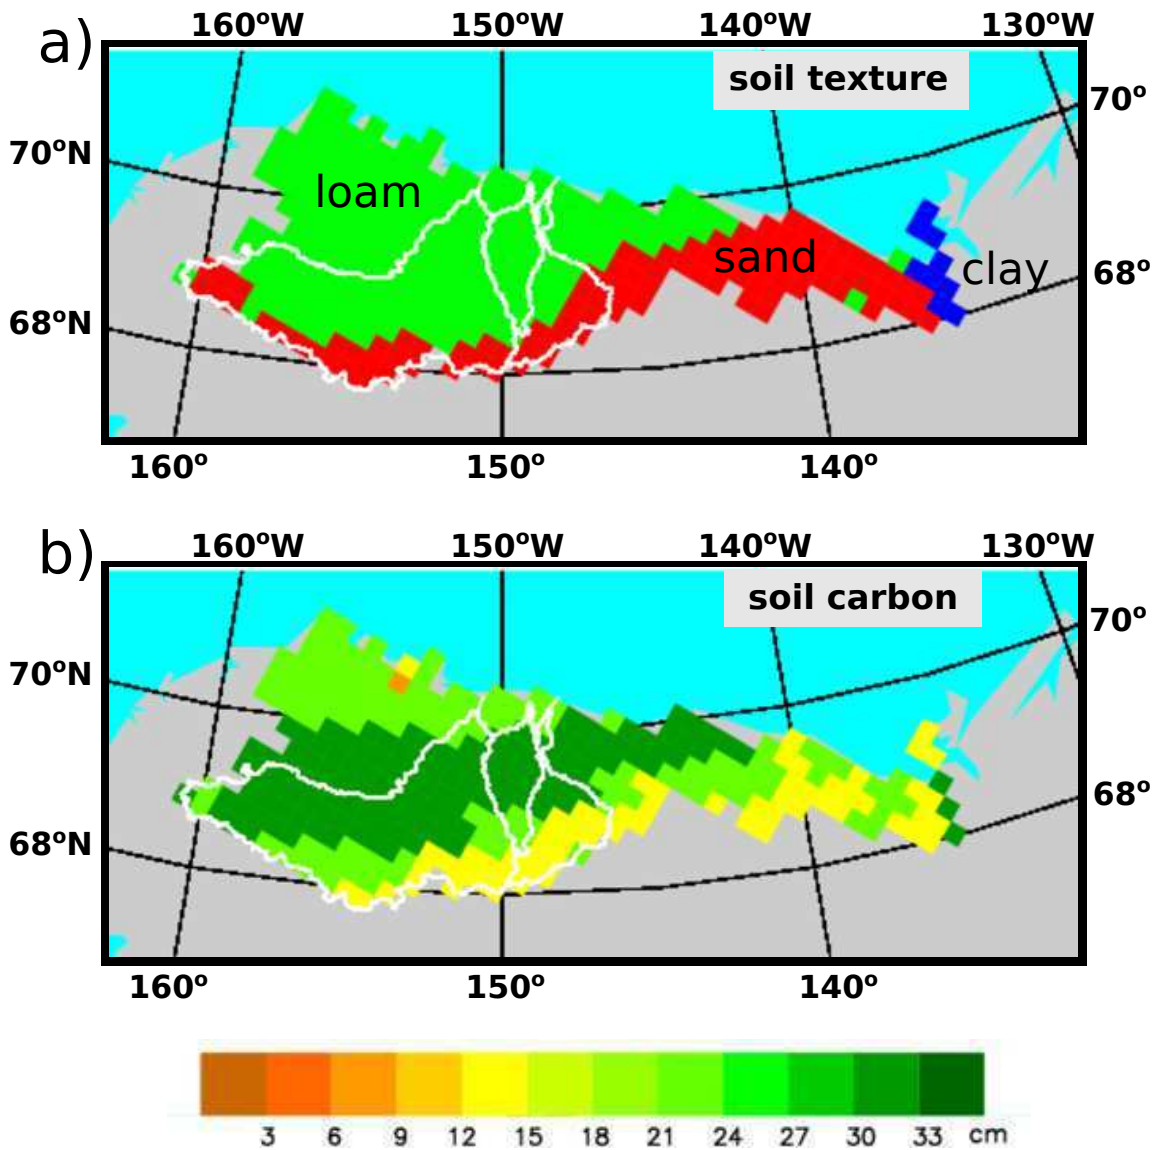 a) 160ºW 150ºW 140ºW 130ºW
soil texture
70º
70ºN
loam
sand
clay
68º
68ºN
160º 150º 140º
b) 160ºW 150ºW 140ºW 130ºW
soil carbon
70º
70ºN
68º
68ºN
160º 150º 140º
3 6 9 12 15 18 21 24 27 30 33 cm